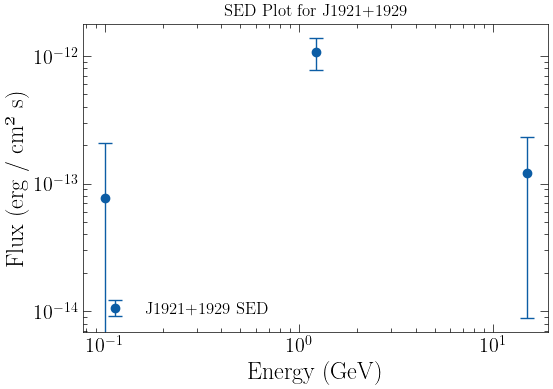 SED Plot for J1921+1929
Flux (erg / cm² s)
10⁻¹²
10⁻¹³
10⁻¹⁴
J1921+1929 SED
10⁻¹
10⁰
10¹
Energy (GeV)